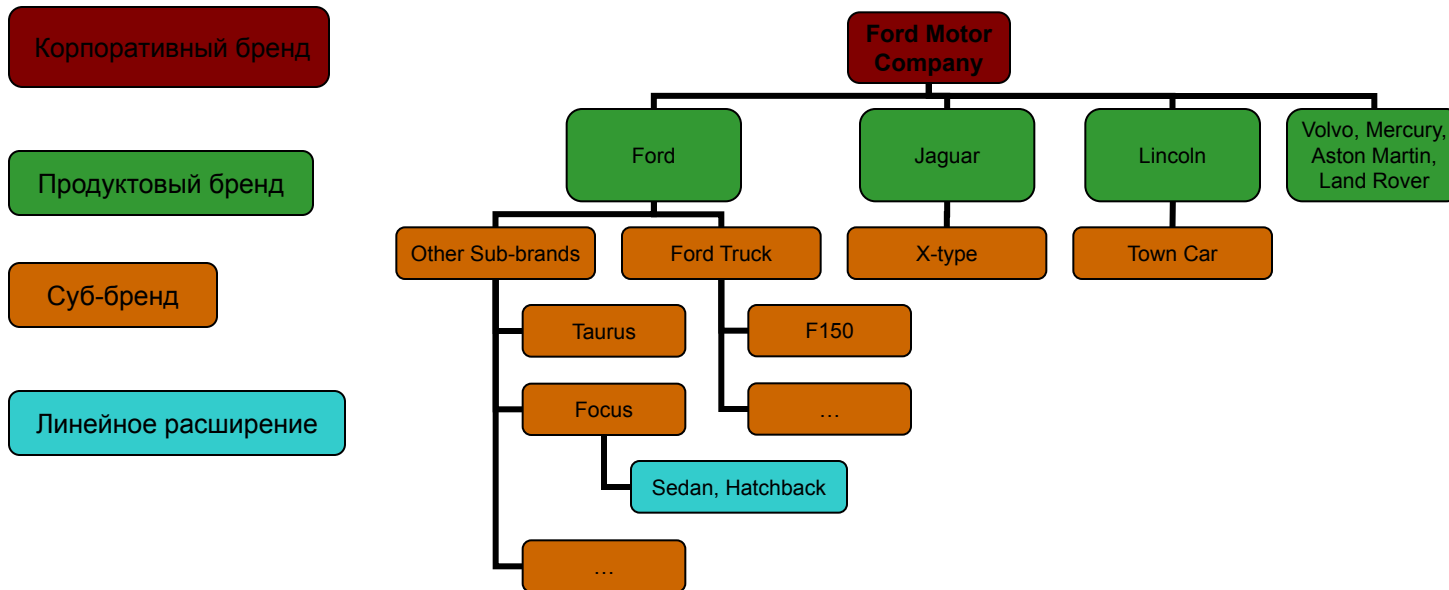 Корпоративный бренд
Ford Motor
Company
Продуктовый бренд
Ford
Jaguar
Lincoln
Volvo, Mercury,
Aston Martin,
Land Rover
Суб-бренд
Other Sub-brands
Ford Truck
X-type
Town Car
Taurus
F150
Линейное расширение
Focus
…
Sedan, Hatchback
…